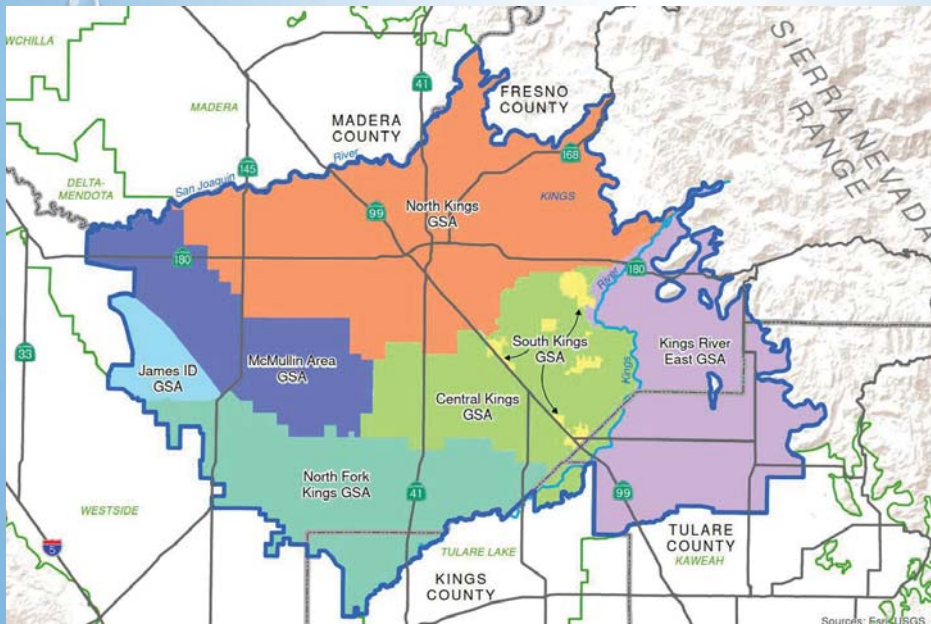 WCHILLA
MADERA
MADERA
COUNTY
FRESNO
COUNTY
SIERRA NEVADA
RANGE
41
168
145
San Joaquin
River
DELTA-
MENDOTA
99
North Kings
GSA
KINGS
180
180
River
33
James ID
GSA
McMullin Area
GSA
South Kings
GSA
Kings
Kings River
East GSA
Central Kings
GSA
North Fork
Kings GSA
41
99
WESTSIDE
5
TULARE LAKE
TULARE
COUNTY
KAWEAH
KINGS
COUNTY
Sources: Esri, USGS